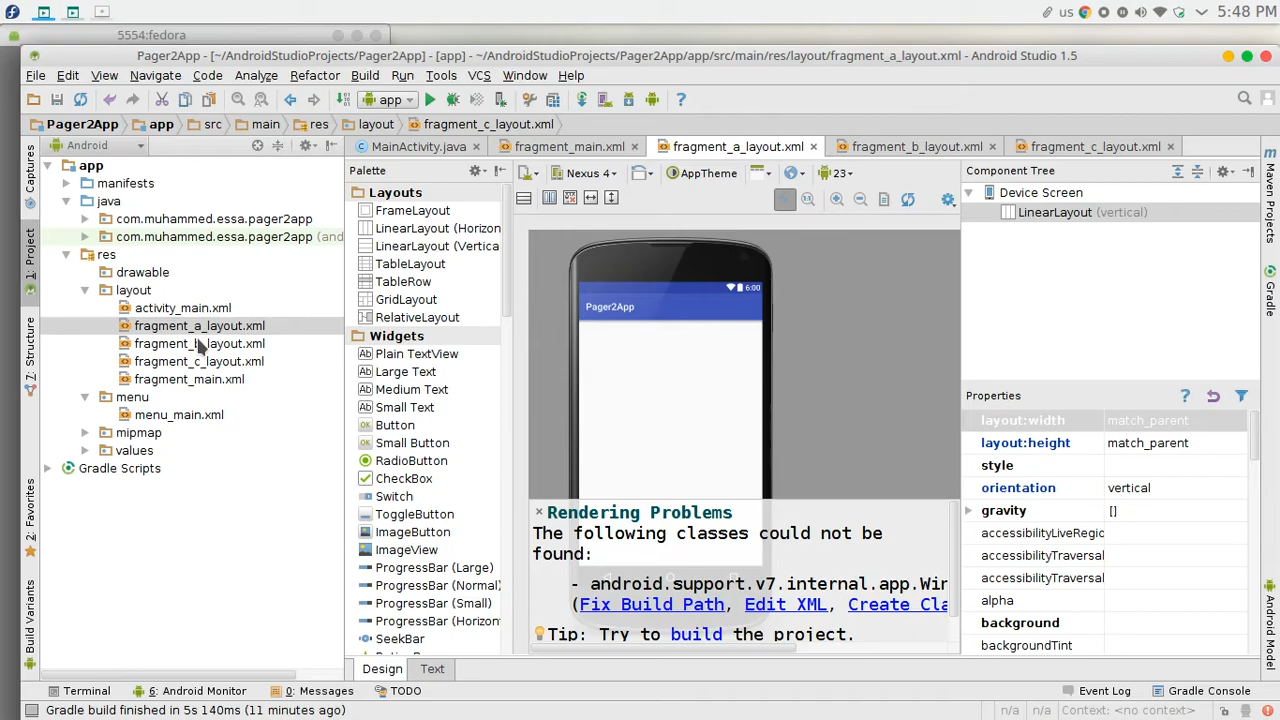 us
5:48 PM
5554:fedora
Pager2App - [~/AndroidStudioProjects/Pager2App] - [app] - ~/AndroidStudioProjects/Pager2App/app/src/main/res/layout/fragment_a_layout.xml - Android Studio 1.5
File Edit View Navigate Code Analyze Refactor Build Run Tools VCS Window Help
app
Pager2App app src main res layout fragment_c_layout.xml
Android
MainActivity.java fragment_main.xml fragment_a_layout.xml fragment_b_layout.xml fragment_c_layout.xml
Captures
1: Project
7: Structure
2: Favorites
Build Variants
app
manifests
java
com.muhammed.essa.pager2app
com.muhammed.essa.pager2app (and
res
drawable
layout
activity_main.xml
fragment_a_layout.xml
fragment_b_layout.xml
fragment_c_layout.xml
fragment_main.xml
menu
menu_main.xml
mipmap
values
Gradle Scripts
Palette
Layouts
FrameLayout
LinearLayout (Horizon
LinearLayout (Vertica
TableLayout
TableRow
GridLayout
RelativeLayout
Widgets
Plain TextView
Large Text
Medium Text
Small Text
Button
Small Button
RadioButton
CheckBox
Switch
ToggleButton
ImageButton
ImageView
ProgressBar (Large)
ProgressBar (Normal)
ProgressBar (Small)
ProgressBar (Horizon
SeekBar
Nexus 4 AppTheme 23
6:00
Pager2App
Rendering Problems
The following classes could not be
found:
- android.support.v7.internal.app.Win
(Fix Build Path, Edit XML, Create Cla
Tip: Try to build the project.
Design Text
Component Tree
Device Screen
LinearLayout (vertical)
Properties
layout:width match_parent
layout:height match_parent
style
orientation vertical
gravity []
accessibilityLiveRegio
accessibilityTraversal
accessibilityTraversal
alpha
background
backgroundTint
Maven Projects
Gradle
Android Model
Terminal 6: Android Monitor 0: Messages TODO Event Log Gradle Console
Gradle build finished in 5s 140ms (11 minutes ago) n/a n/a Context: <no context>